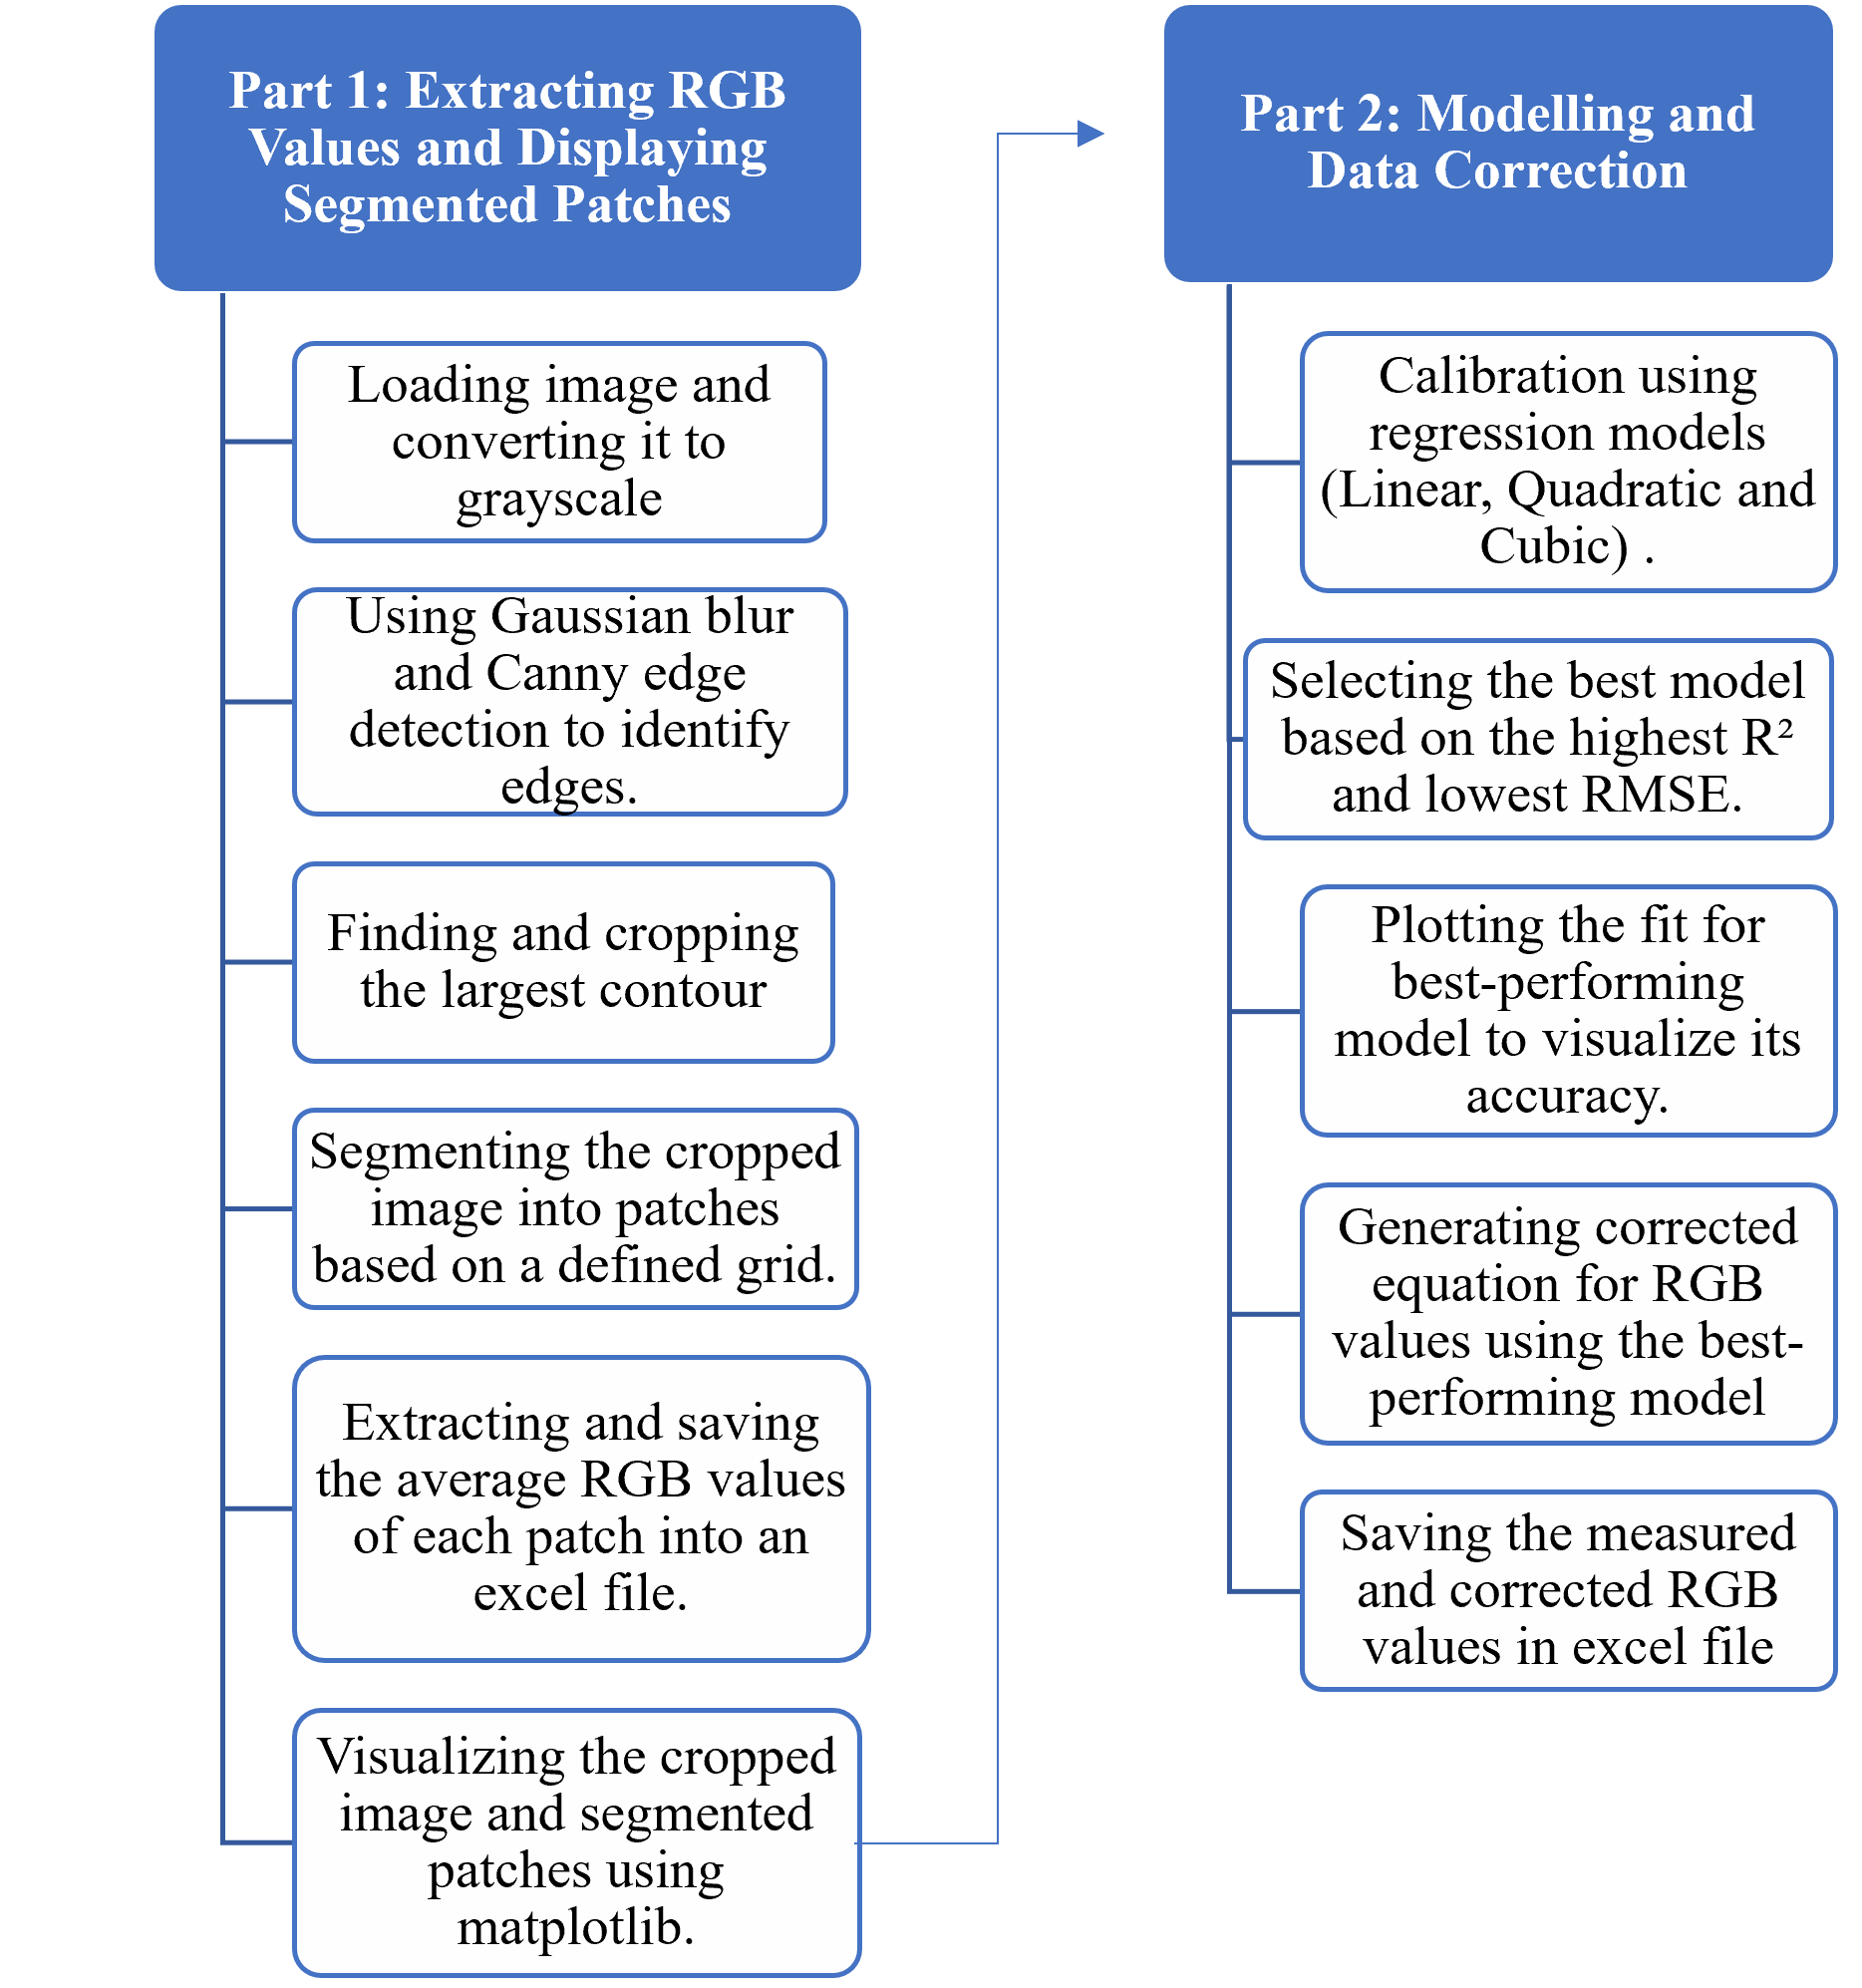 Part 1: Extracting RGB
Values and Displaying
Segmented Patches
Loading image and
converting it to
grayscale
Using Gaussian blur
and Canny edge
detection to identify
edges.
Finding and cropping
the largest contour
Segmenting the cropped
image into patches
based on a defined grid.
Extracting and saving
the average RGB values
of each patch into an
excel file.
Visualizing the cropped
image and segmented
patches using
matplotlib.
Part 2: Modelling and
Data Correction
Calibration using
regression models
(Linear, Quadratic and
Cubic) .
Selecting the best model
based on the highest R²
and lowest RMSE.
Plotting the fit for
best-performing
model to visualize its
accuracy.
Generating corrected
equation for RGB
values using the best-
performing model
Saving the measured
and corrected RGB
values in excel file